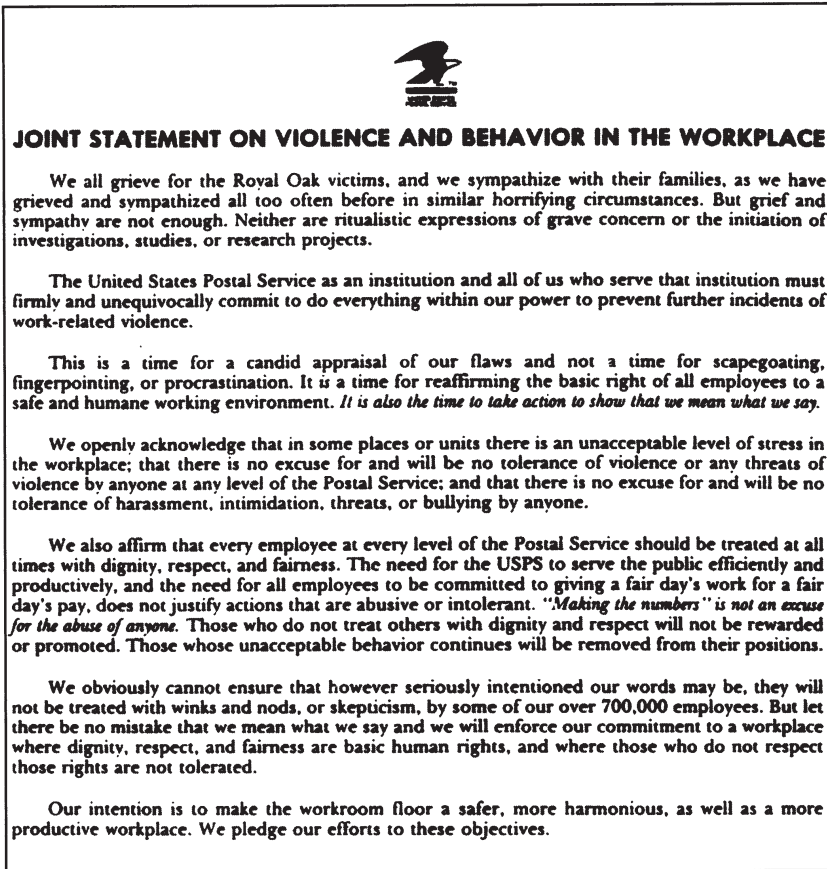 JOINT STATEMENT ON VIOLENCE AND BEHAVIOR IN THE WORKPLACE
We all grieve for the Royal Oak victims, and we sympathize with their families, as we have
grieved and sympathized all too often before in similar horrifying circumstances. But grief and
sympathy are not enough. Neither are ritualistic expressions of grave concern or the initiation of
investigations, studies, or research projects.
The United States Postal Service as an institution and all of us who serve that institution must
firmly and unequivocally commit to do everything within our power to prevent further incidents of
work-related violence.
This is a time for a candid appraisal of our flaws and not a time for scapegoating,
fingerpointing, or procrastination. It is a time for reaffirming the basic right of all employees to a
safe and humane working environment. It is also the time to take action to show that we mean what we say.
We openly acknowledge that in some places or units there is an unacceptable level of stress in
the workplace; that there is no excuse for and will be no tolerance of violence or any threats of
violence by anyone at any level of the Postal Service; and that there is no excuse for and will be no
tolerance of harassment, intimidation, threats, or bullying by anyone.
We also affirm that every employee at every level of the Postal Service should be treated at all
times with dignity, respect, and fairness. The need for the USPS to serve the public efficiently and
productively, and the need for all employees to be committed to giving a fair day's work for a fair
day's pay, does not justify actions that are abusive or intolerant. "Making the numbers" is not an excuse
for the abuse of anyone. Those who do not treat others with dignity and respect will not be rewarded
or promoted. Those whose unacceptable behavior continues will be removed from their positions.
We obviously cannot ensure that however seriously intentioned our words may be, they will
not be treated with winks and nods, or skepticism, by some of our over 700,000 employees. But let
there be no mistake that we mean what we say and we will enforce our commitment to a workplace
where dignity, respect, and fairness are basic human rights, and where those who do not respect
those rights are not tolerated.
Our intention is to make the workroom floor a safer, more harmonious, as well as a more
productive workplace. We pledge our efforts to these objectives.